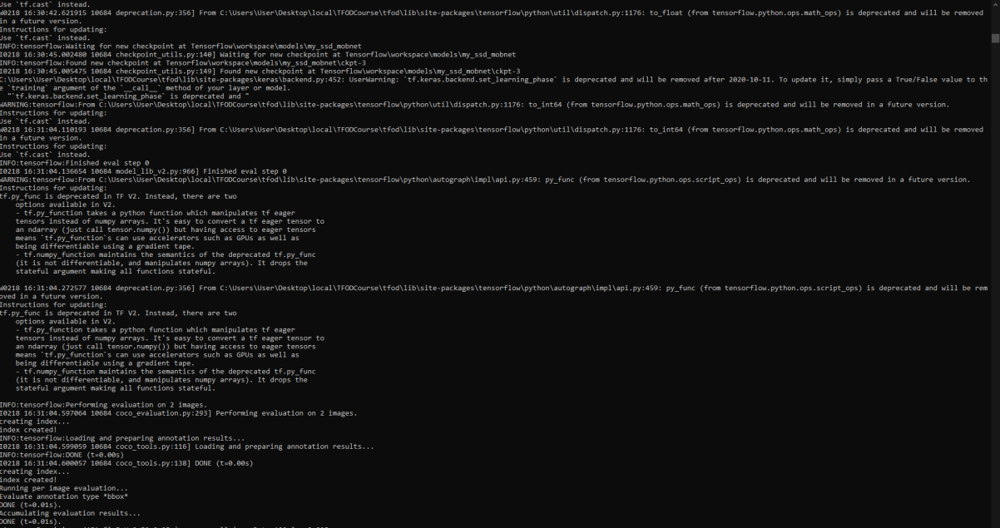 Use `tf.cast` instead.
W0218 16:30:42.621915 10684 deprecation.py:356] From C:\Users\User\Desktop\local\TFODCourse\tfod\lib\site-packages\tensorflow\python\util\dispatch.py:1176: to_float (from tensorflow.python.ops.math_ops) is deprecated and will be removed
in a future version.
Instructions for updating:
Use `tf.cast` instead.
INFO:tensorflow:Waiting for new checkpoint at Tensorflow\workspace\models\my_ssd_mobnet
I0218 16:30:45.002480 10684 checkpoint_utils.py:140] Waiting for new checkpoint at Tensorflow\workspace\models\my_ssd_mobnet
INFO:tensorflow:Found new checkpoint at Tensorflow\workspace\models\my_ssd_mobnet\ckpt-3
I0218 16:30:45.005475 10684 checkpoint_utils.py:149] Found new checkpoint at Tensorflow\workspace\models\my_ssd_mobnet\ckpt-3
C:\Users\User\Desktop\local\TFODCourse\tfod\lib\site-packages\keras\backend.py:452: UserWarning: `tf.keras.backend.set_learning_phase` is deprecated and will be removed after 2020-10-11. To update it, simply pass a True/False value to th
e `training` argument of the `__call__` method of your layer or model.
"`tf.keras.backend.set_learning_phase` is deprecated and "
WARNING:tensorflow:From C:\Users\User\Desktop\local\TFODCourse\tfod\lib\site-packages\tensorflow\python\util\dispatch.py:1176: to_int64 (from tensorflow.python.ops.math_ops) is deprecated and will be removed in a future version.
Instructions for updating:
Use `tf.cast` instead.
W0218 16:31:04.110193 10684 deprecation.py:356] From C:\Users\User\Desktop\local\TFODCourse\tfod\lib\site-packages\tensorflow\python\util\dispatch.py:1176: to_int64 (from tensorflow.python.ops.math_ops) is deprecated and will be removed
in a future version.
Instructions for updating:
Use `tf.cast` instead.
INFO:tensorflow:Finished eval step 0
I0218 16:31:04.136654 10684 model_lib_v2.py:966] Finished eval step 0
WARNING:tensorflow:From C:\Users\User\Desktop\local\TFODCourse\tfod\lib\site-packages\tensorflow\python\autograph\impl\api.py:459: py_func (from tensorflow.python.ops.script_ops) is deprecated and will be removed in a future version.
Instructions for updating:
tf.py_func is deprecated in TF V2. Instead, there are two
options available in V2.
- tf.py_function takes a python function which manipulates tf eager
tensors instead of numpy arrays. It's easy to convert a tf eager tensor to
an ndarray (just call tensor.numpy()) but having access to eager tensors
means `tf.py_function`s can use accelerators such as GPUs as well as
being differentiable using a gradient tape.
- tf.numpy_function maintains the semantics of the deprecated tf.py_func
(it is not differentiable, and manipulates numpy arrays). It drops the
stateful argument making all functions stateful.
W0218 16:31:04.272577 10684 deprecation.py:356] From C:\Users\User\Desktop\local\TFODCourse\tfod\lib\site-packages\tensorflow\python\autograph\impl\api.py:459: py_func (from tensorflow.python.ops.script_ops) is deprecated and will be rem
oved in a future version.
Instructions for updating:
tf.py_func is deprecated in TF V2. Instead, there are two
options available in V2.
- tf.py_function takes a python function which manipulates tf eager
tensors instead of numpy arrays. It's easy to convert a tf eager tensor to
an ndarray (just call tensor.numpy()) but having access to eager tensors
means `tf.py_function`s can use accelerators such as GPUs as well as
being differentiable using a gradient tape.
- tf.numpy_function maintains the semantics of the deprecated tf.py_func
(it is not differentiable, and manipulates numpy arrays). It drops the
stateful argument making all functions stateful.
INFO:tensorflow:Performing evaluation on 2 images.
I0218 16:31:04.597064 10684 coco_evaluation.py:293] Performing evaluation on 2 images.
creating index...
index created!
INFO:tensorflow:Loading and preparing annotation results...
I0218 16:31:04.599059 10684 coco_tools.py:116] Loading and preparing annotation results...
INFO:tensorflow:DONE (t=0.00s)
I0218 16:31:04.600057 10684 coco_tools.py:138] DONE (t=0.00s)
creating index...
index created!
Running per image evaluation...
Evaluate annotation type *bbox*
DONE (t=0.01s).
Accumulating evaluation results...
DONE (t=0.01s).